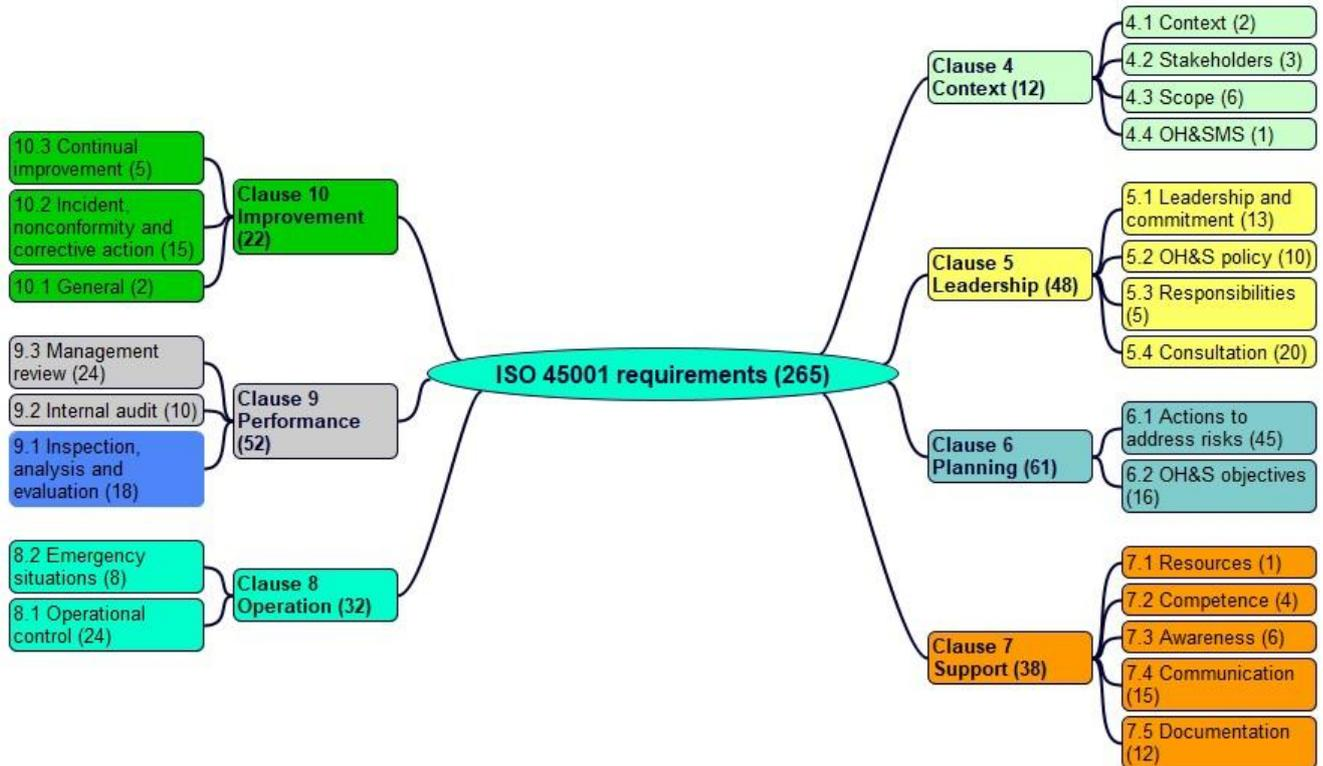 ISO 45001 requirements (265)
Clause 4
Context (12)
4.1 Context (2)
4.2 Stakeholders (3)
4.3 Scope (6)
4.4 OH&SMS (1)
Clause 5
Leadership (48)
5.1 Leadership and
commitment (13)
5.2 OH&S policy (10)
5.3 Responsibilities
(5)
5.4 Consultation (20)
Clause 6
Planning (61)
6.1 Actions to
address risks (45)
6.2 OH&S objectives
(16)
Clause 7
Support (38)
7.1 Resources (1)
7.2 Competence (4)
7.3 Awareness (6)
7.4 Communication
(15)
7.5 Documentation
(12)
Clause 8
Operation (32)
8.2 Emergency
situations (8)
8.1 Operational
control (24)
Clause 9
Performance
(52)
9.3 Management
review (24)
9.2 Internal audit (10)
9.1 Inspection,
analysis and
evaluation (18)
Clause 10
Improvement
(22)
10.3 Continual
improvement (5)
10.2 Incident,
nonconformity and
corrective action (15)
10.1 General (2)